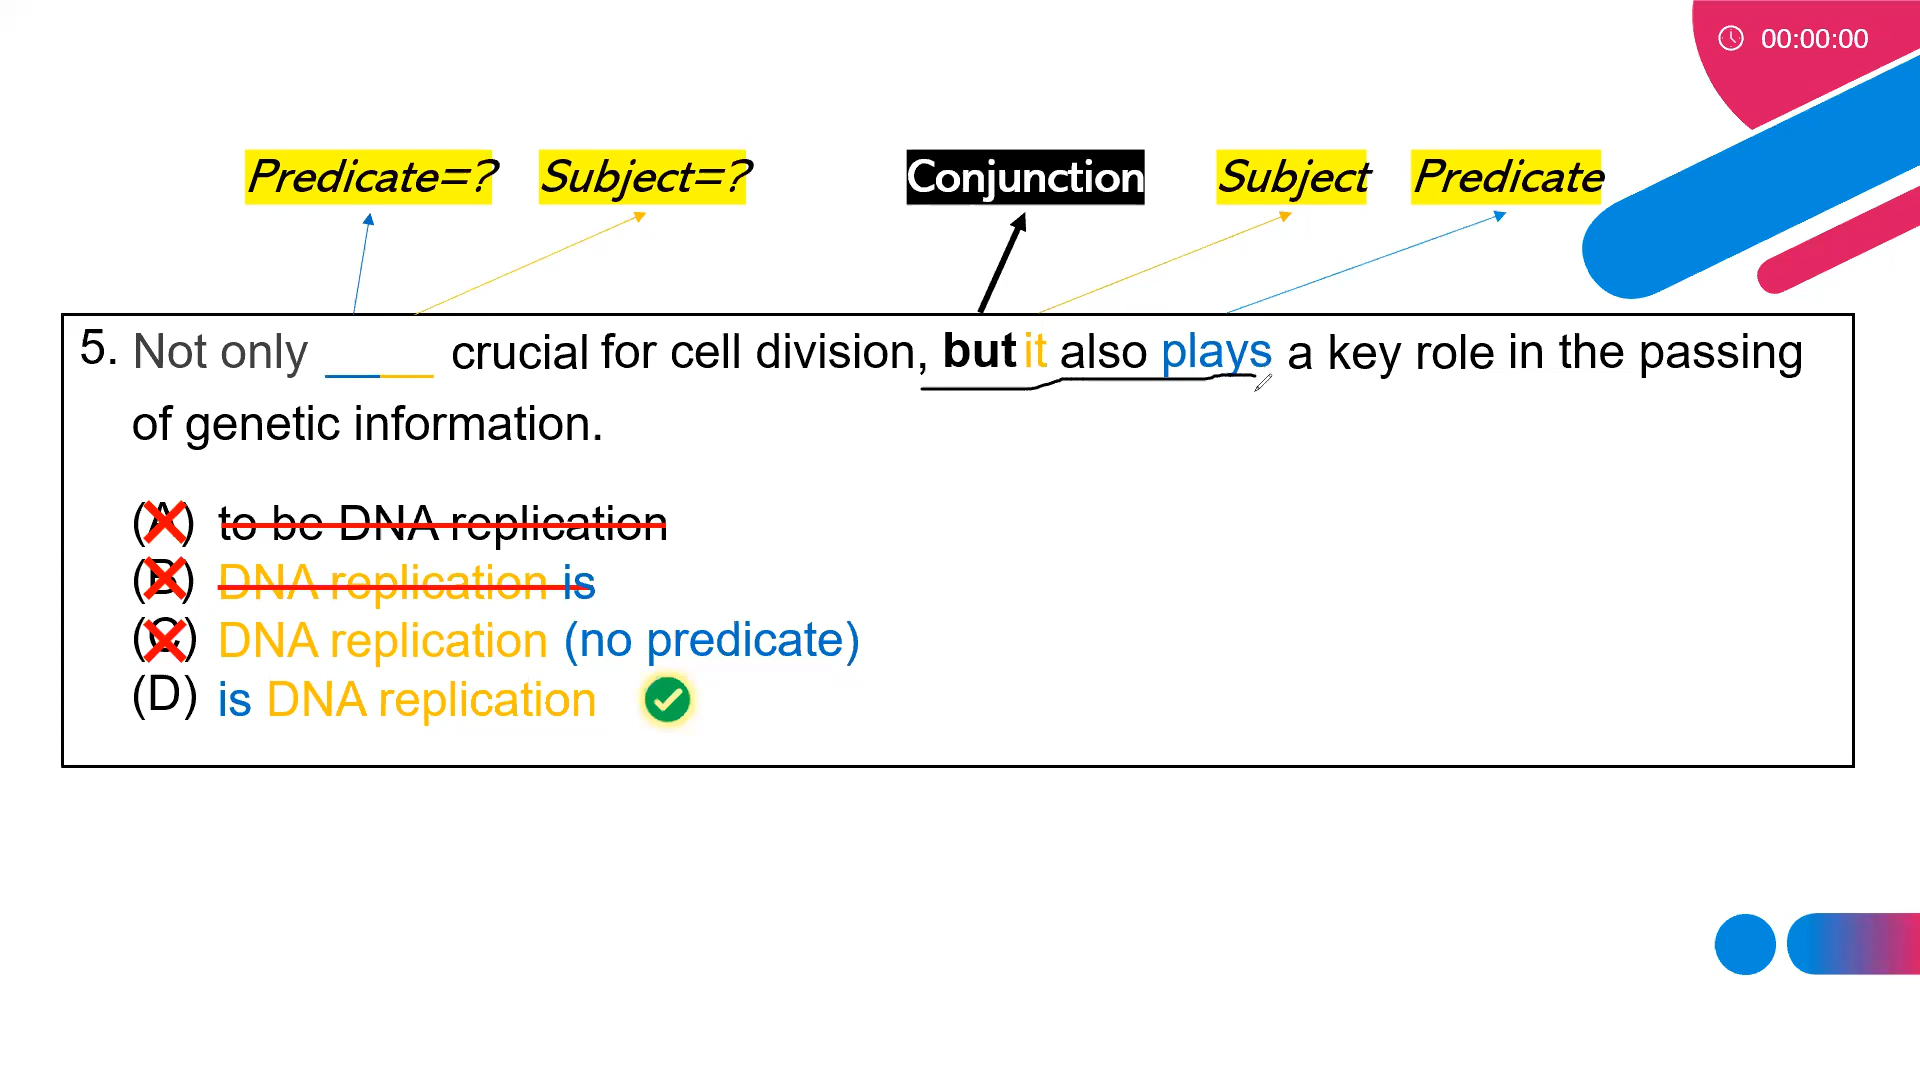 00:00:00
Predicate=? Subject=? Conjunction Subject Predicate
5. Not only ____ crucial for cell division, but it also plays a key role in the passing
of genetic information.
(A) to be DNA replication
(B) DNA replication is
(C) DNA replication (no predicate)
(D) is DNA replication